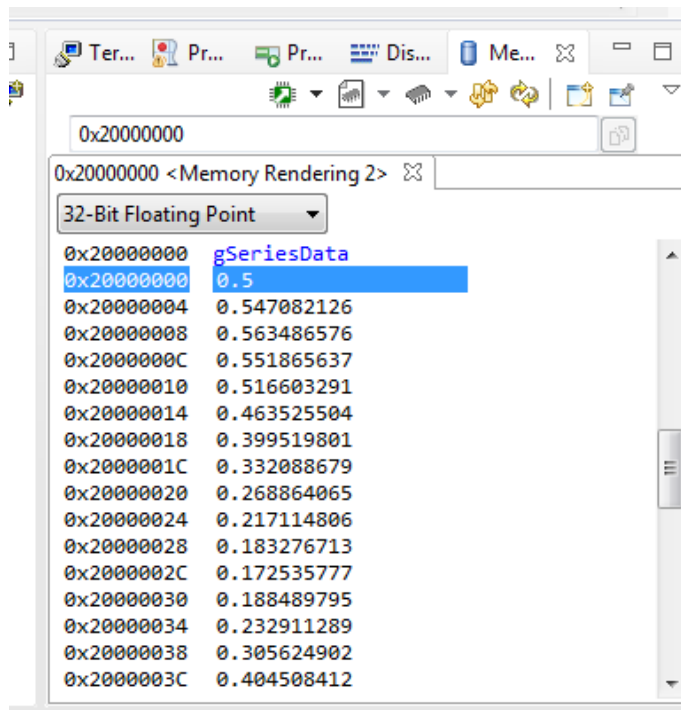 Ter... Pr... Pr... Dis... Me...
0x20000000
0x20000000 <Memory Rendering 2>
32-Bit Floating Point
0x20000000 gSeriesData
0x20000000 0.5
0x20000004 0.547082126
0x20000008 0.563486576
0x2000000C 0.551865637
0x20000010 0.516603291
0x20000014 0.463525504
0x20000018 0.399519801
0x2000001C 0.332088679
0x20000020 0.268864065
0x20000024 0.217114806
0x20000028 0.183276713
0x2000002C 0.172535777
0x20000030 0.188489795
0x20000034 0.232911289
0x20000038 0.305624902
0x2000003C 0.404508412